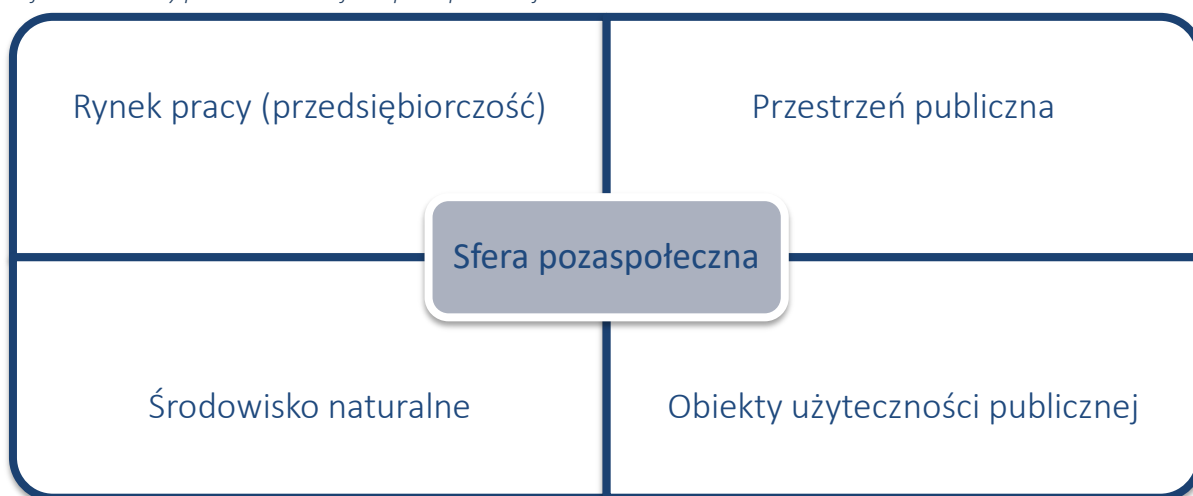 Rynek pracy (przedsiębiorczość)
Przestrzeń publiczna
Sfera pozaspołeczna
Środowisko naturalne
Obiekty użyteczności publicznej